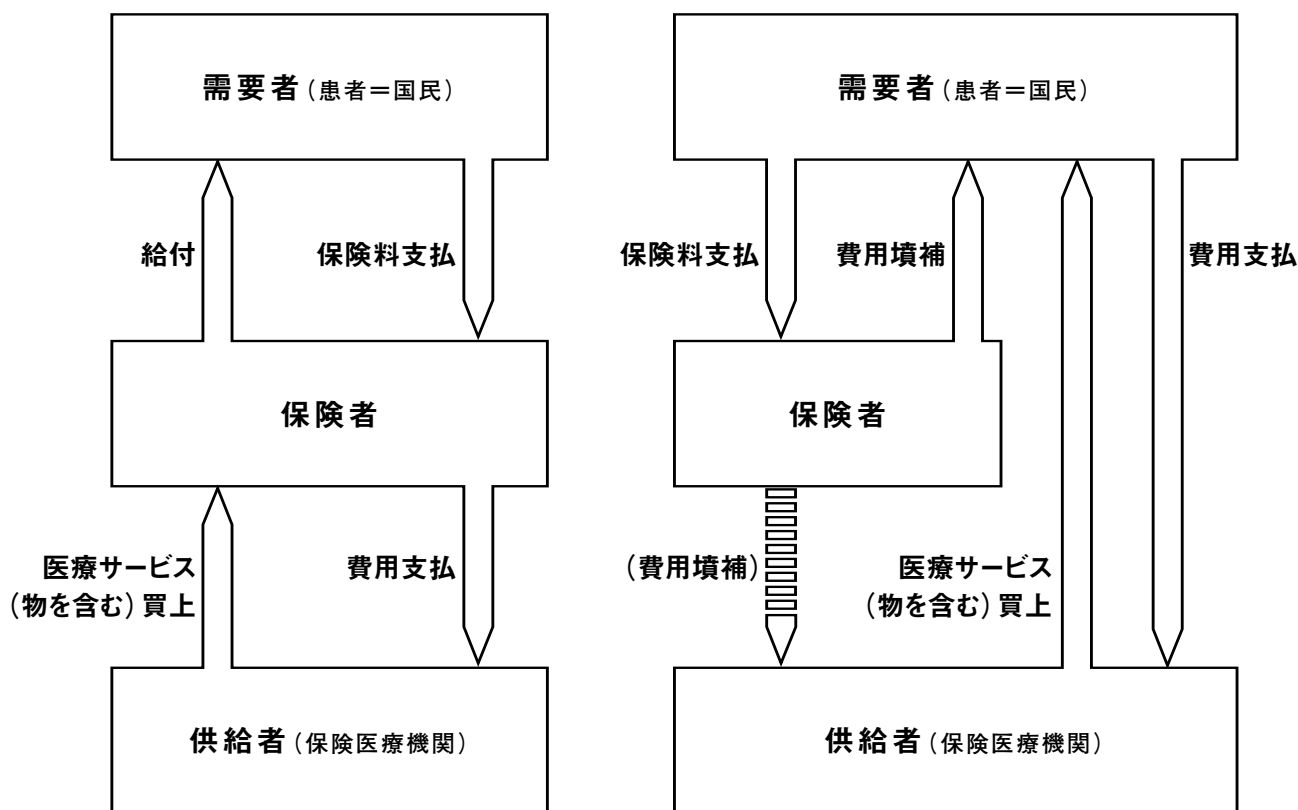 需要者（患者＝国民）
給付
保険料支払
保険者
医療サービス
（物を含む）買上
費用支払
供給者（保険医療機関）
需要者（患者＝国民）
保険料支払
費用墳補
費用支払
保険者
（費用墳補）
医療サービス
（物を含む）買上
供給者（保険医療機関）